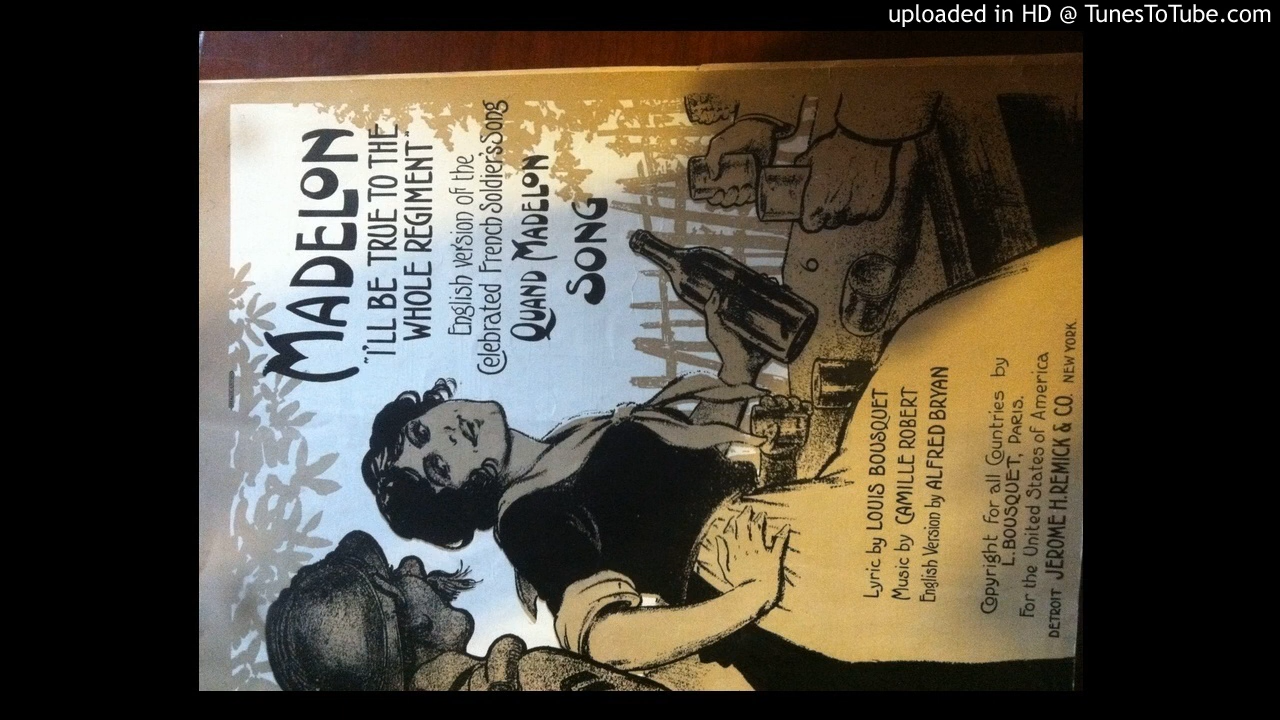 uploaded in HD @ TunesToTube.com
MADELON
"I'LL BE TRUE TO THE
WHOLE REGIMENT"
English Version of the
Celebrated French Soldiers Song
QUAND MADELON
SONG
Lyric by LOUIS BOUSQUET
Music by CAMILLE ROBERT
English Version by ALFRED BRYAN
Copyright for all Countries by
L. BOUSQUET, PARIS.
For the United States of America
DETROIT JEROME H. REMICK & CO. NEW YORK